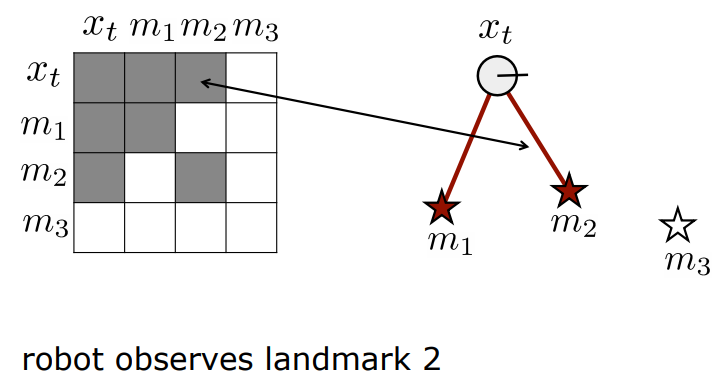 x_t m_1 m_2 m_3
x_t
m_1
m_2
m_3
x_t
m_1
m_2
m_3
robot observes landmark 2